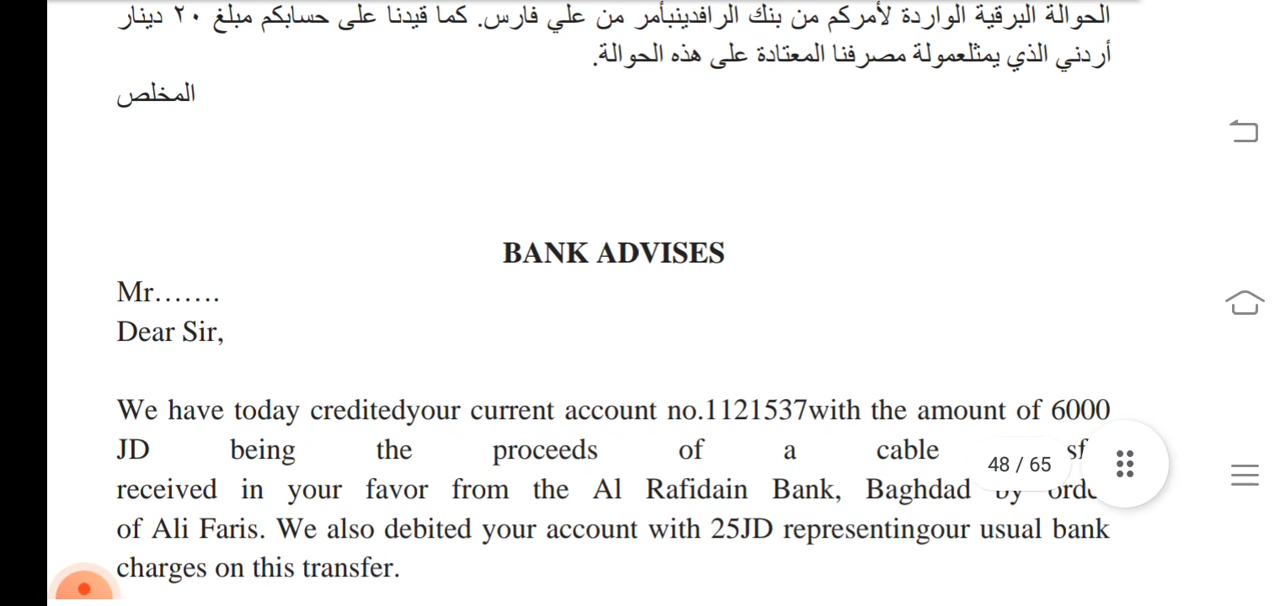 الحوالة البرقية الواردة لأمركم من بنك الرافدينبأمر من علي فارس. كما قيدنا على حسابكم مبلغ ٢٠ دينار
أردني الذي يمثلعمولة مصرفنا المعتادة على هذه الحوالة.
المخلص
BANK ADVISES
Mr.......
Dear Sir,
We have today creditedyour current account no.1121537with the amount of 6000
JD being the proceeds of a cable
48 / 65
received in your favor from the Al Rafidain Bank, Baghdad by
of Ali Faris. We also debited your account with 25JD representingour usual bank
charges on this transfer.